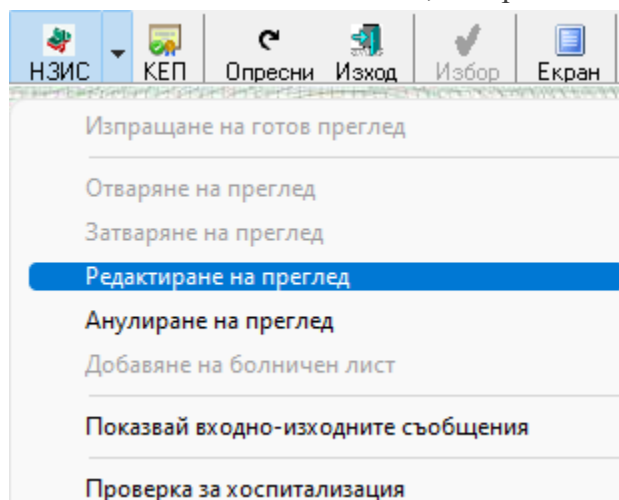 НЗИС КЕП Опресни Изход Избор Екран
Изпращане на готов преглед
Отваряне на преглед
Затваряне на преглед
Редактиране на преглед
Анулиране на преглед
Добавяне на болничен лист
Показвай входно-изходните съобщения
Проверка за хоспитализация